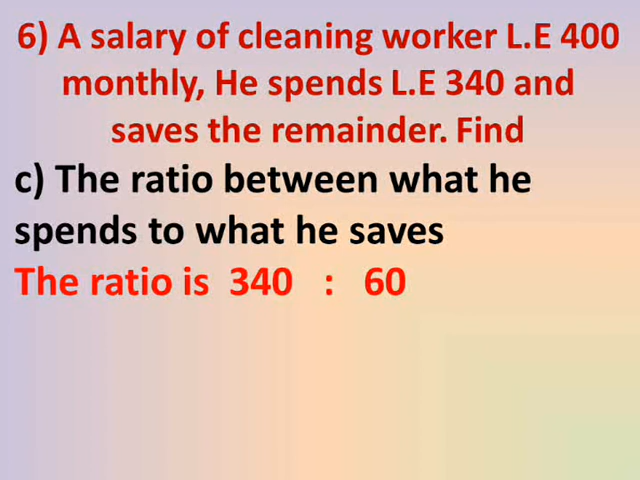 6) A salary of cleaning worker L.E 400
monthly, He spends L.E 340 and
saves the remainder. Find
c) The ratio between what he
spends to what he saves
The ratio is 340 : 60